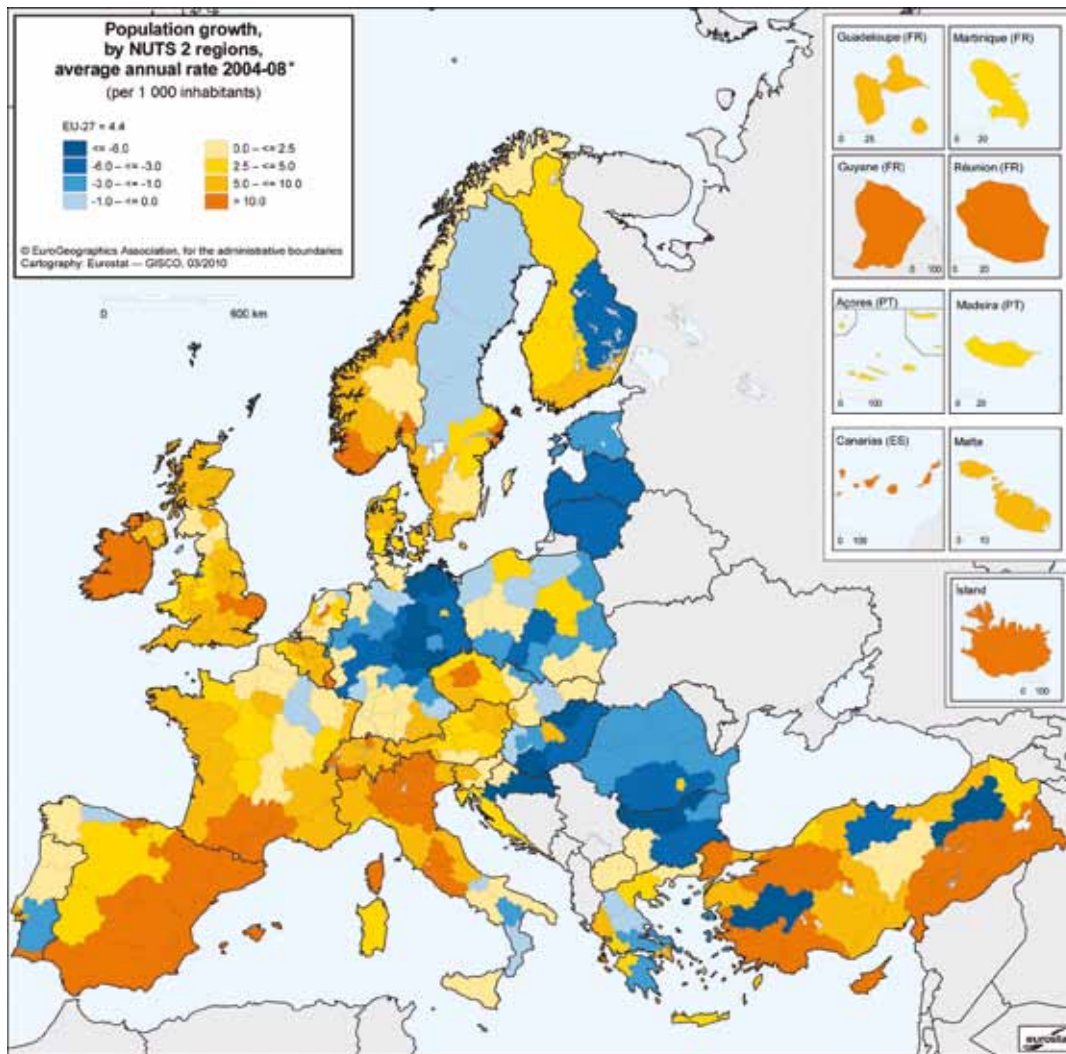 Population growth,
by NUTS 2 regions,
average annual rate 2004-08*
(per 1 000 inhabitants)
EU-27 = 4.4
<= -6.0
-6.0 – <= -3.0
-3.0 – <= -1.0
-1.0 – <= 0.0
0.0 – <= 2.5
2.5 – <= 5.0
5.0 – <= 10.0
> 10.0
© EuroGeographics Association, for the administrative boundaries
Cartography: Eurostat — GISCO, 03/2010
0 600 km
Guadeloupe (FR)
0 25
Martinique (FR)
0 20
Guyane (FR)
0 100
Réunion (FR)
0 20
Açores (PT)
0 100
Madeira (PT)
0 20
Canarias (ES)
0 100
Malta
0 10
Ísland
0 100
eurostat